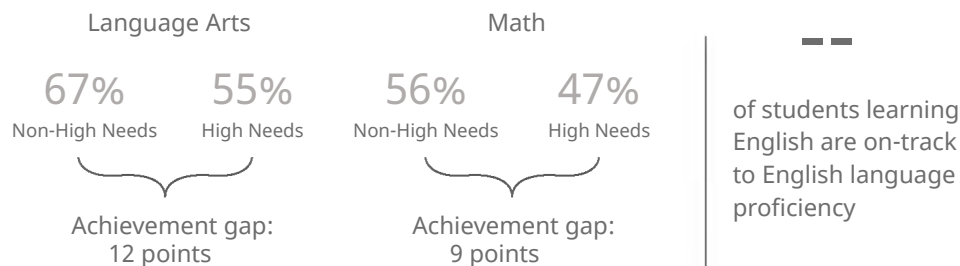 Language Arts
67%
55%
Non-High Needs
High Needs
Achievement gap:
12 points
Math
56%
47%
Non-High Needs
High Needs
Achievement gap:
9 points
--
of students learning
English are on-track
to English language
proficiency